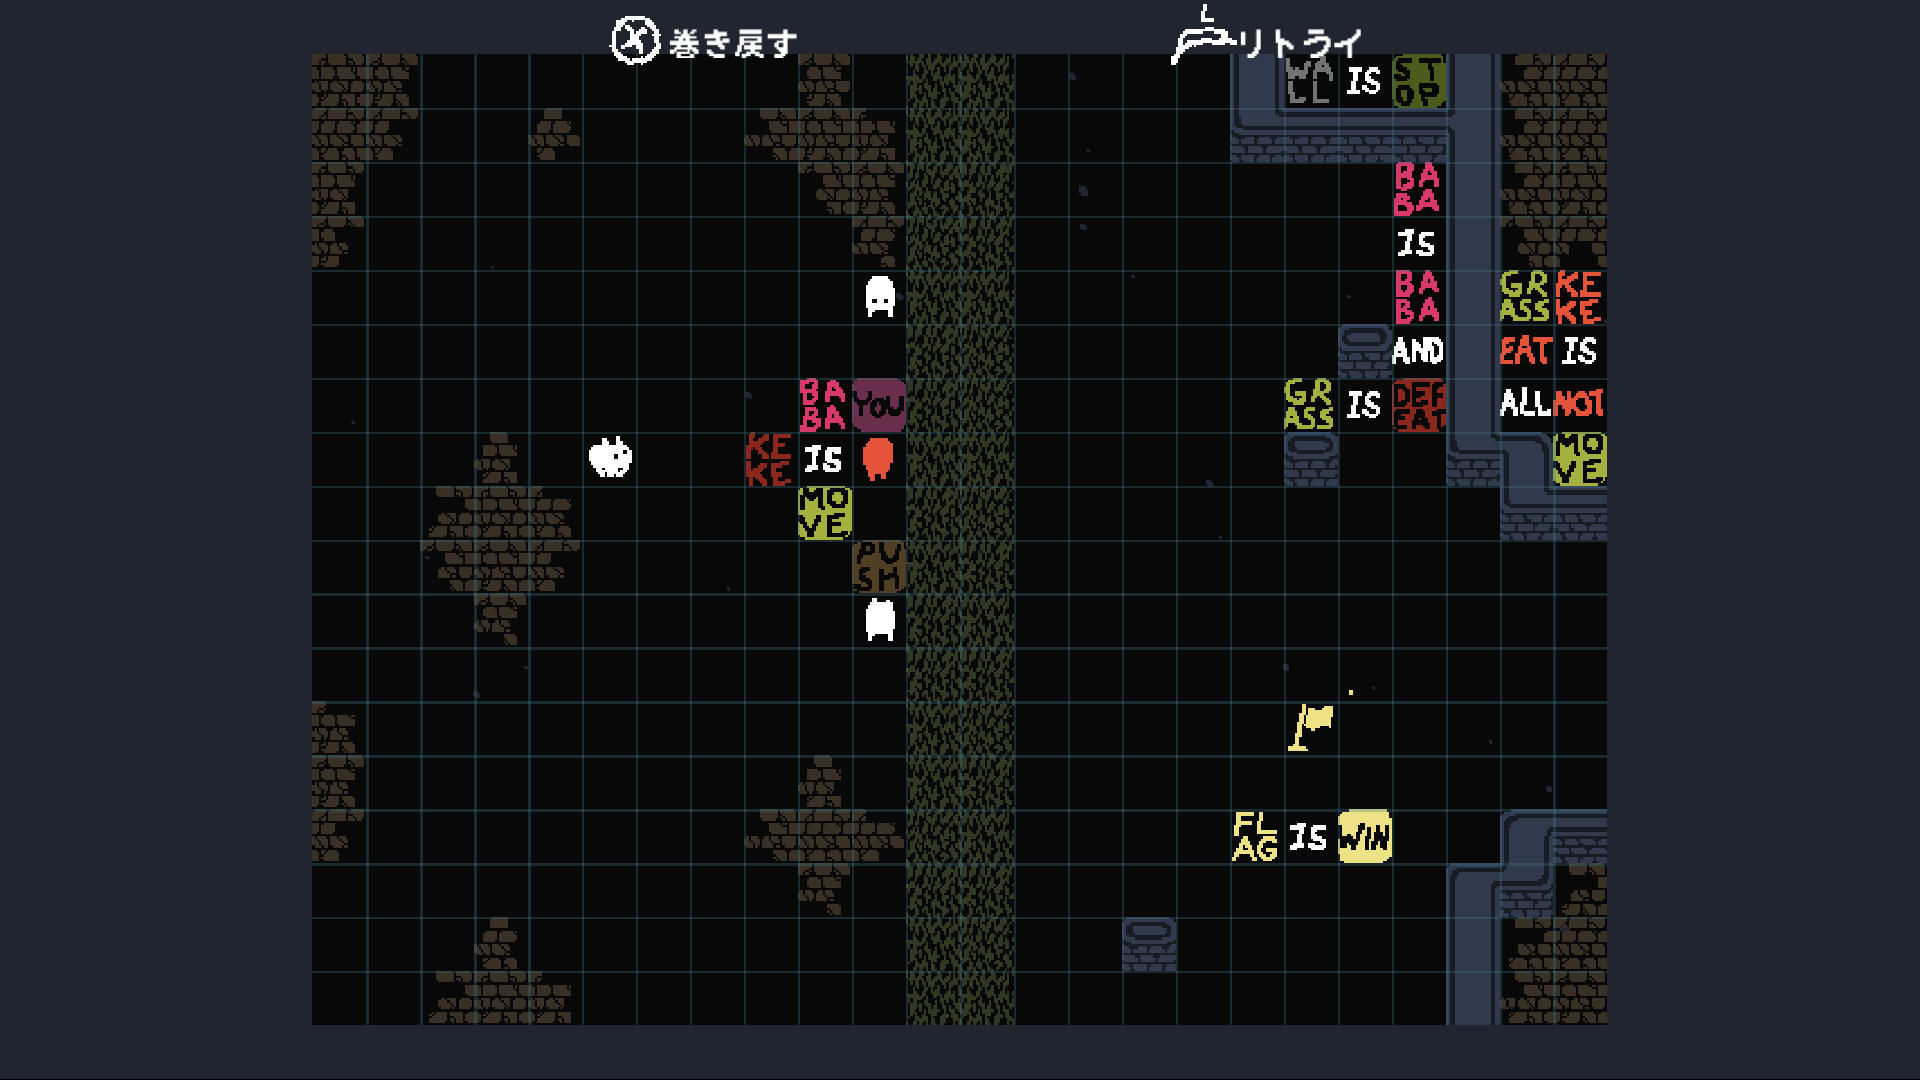 巻き戻す
L リトライ
WALL IS STOP
BABA
IS
BABA GRASS KEKE
AND EAT IS
BABA YOU GRASS IS DEFEAT ALL NOT
KEKE IS MOVE
MOVE
PUSH
FLAG IS WIN